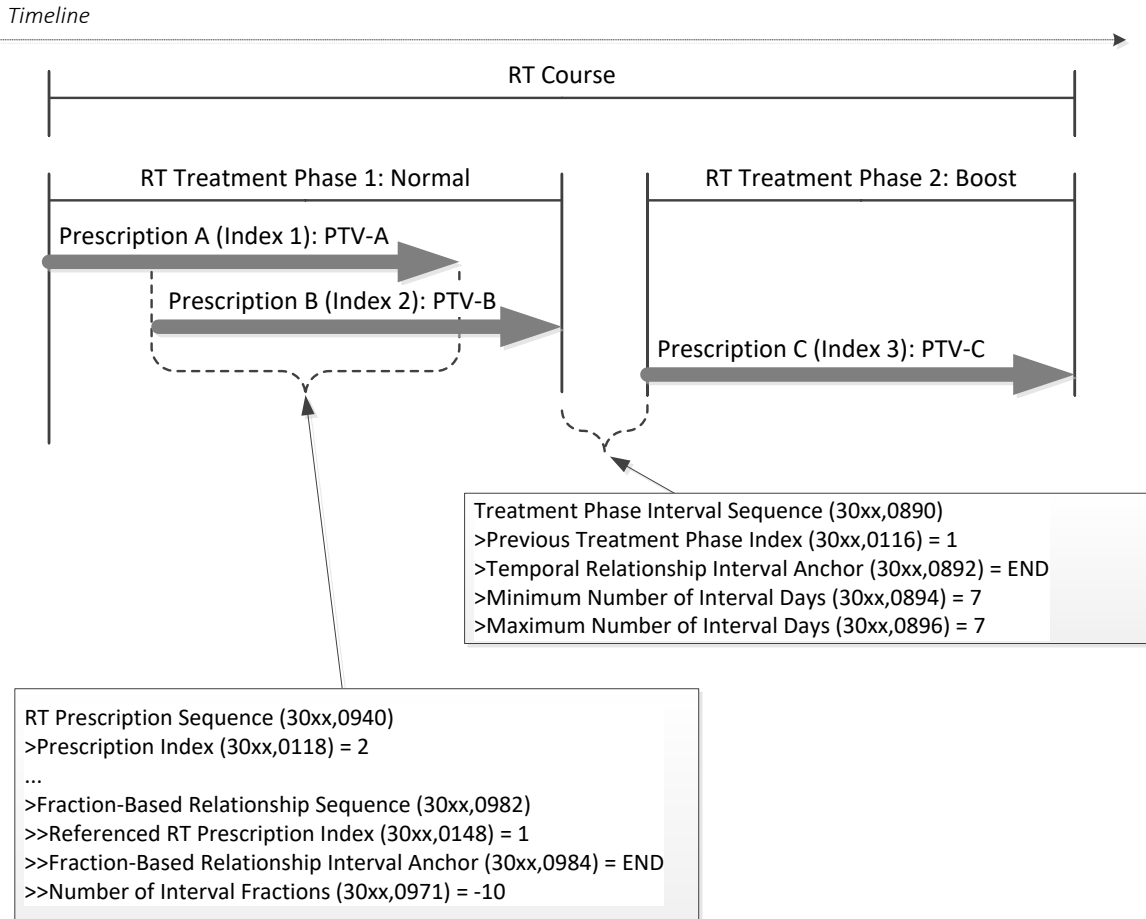 Timeline
RT Course
RT Treatment Phase 1: Normal
RT Treatment Phase 2: Boost
Prescription A (Index 1): PTV-A
Prescription B (Index 2): PTV-B
Prescription C (Index 3): PTV-C
Treatment Phase Interval Sequence (30xx,0890)
>Previous Treatment Phase Index (30xx,0116) = 1
>Temporal Relationship Interval Anchor (30xx,0892) = END
>Minimum Number of Interval Days (30xx,0894) = 7
>Maximum Number of Interval Days (30xx,0896) = 7
RT Prescription Sequence (30xx,0940)
>Prescription Index (30xx,0118) = 2
...
>Fraction-Based Relationship Sequence (30xx,0982)
>>Referenced RT Prescription Index (30xx,0148) = 1
>>Fraction-Based Relationship Interval Anchor (30xx,0984) = END
>>Number of Interval Fractions (30xx,0971) = -10